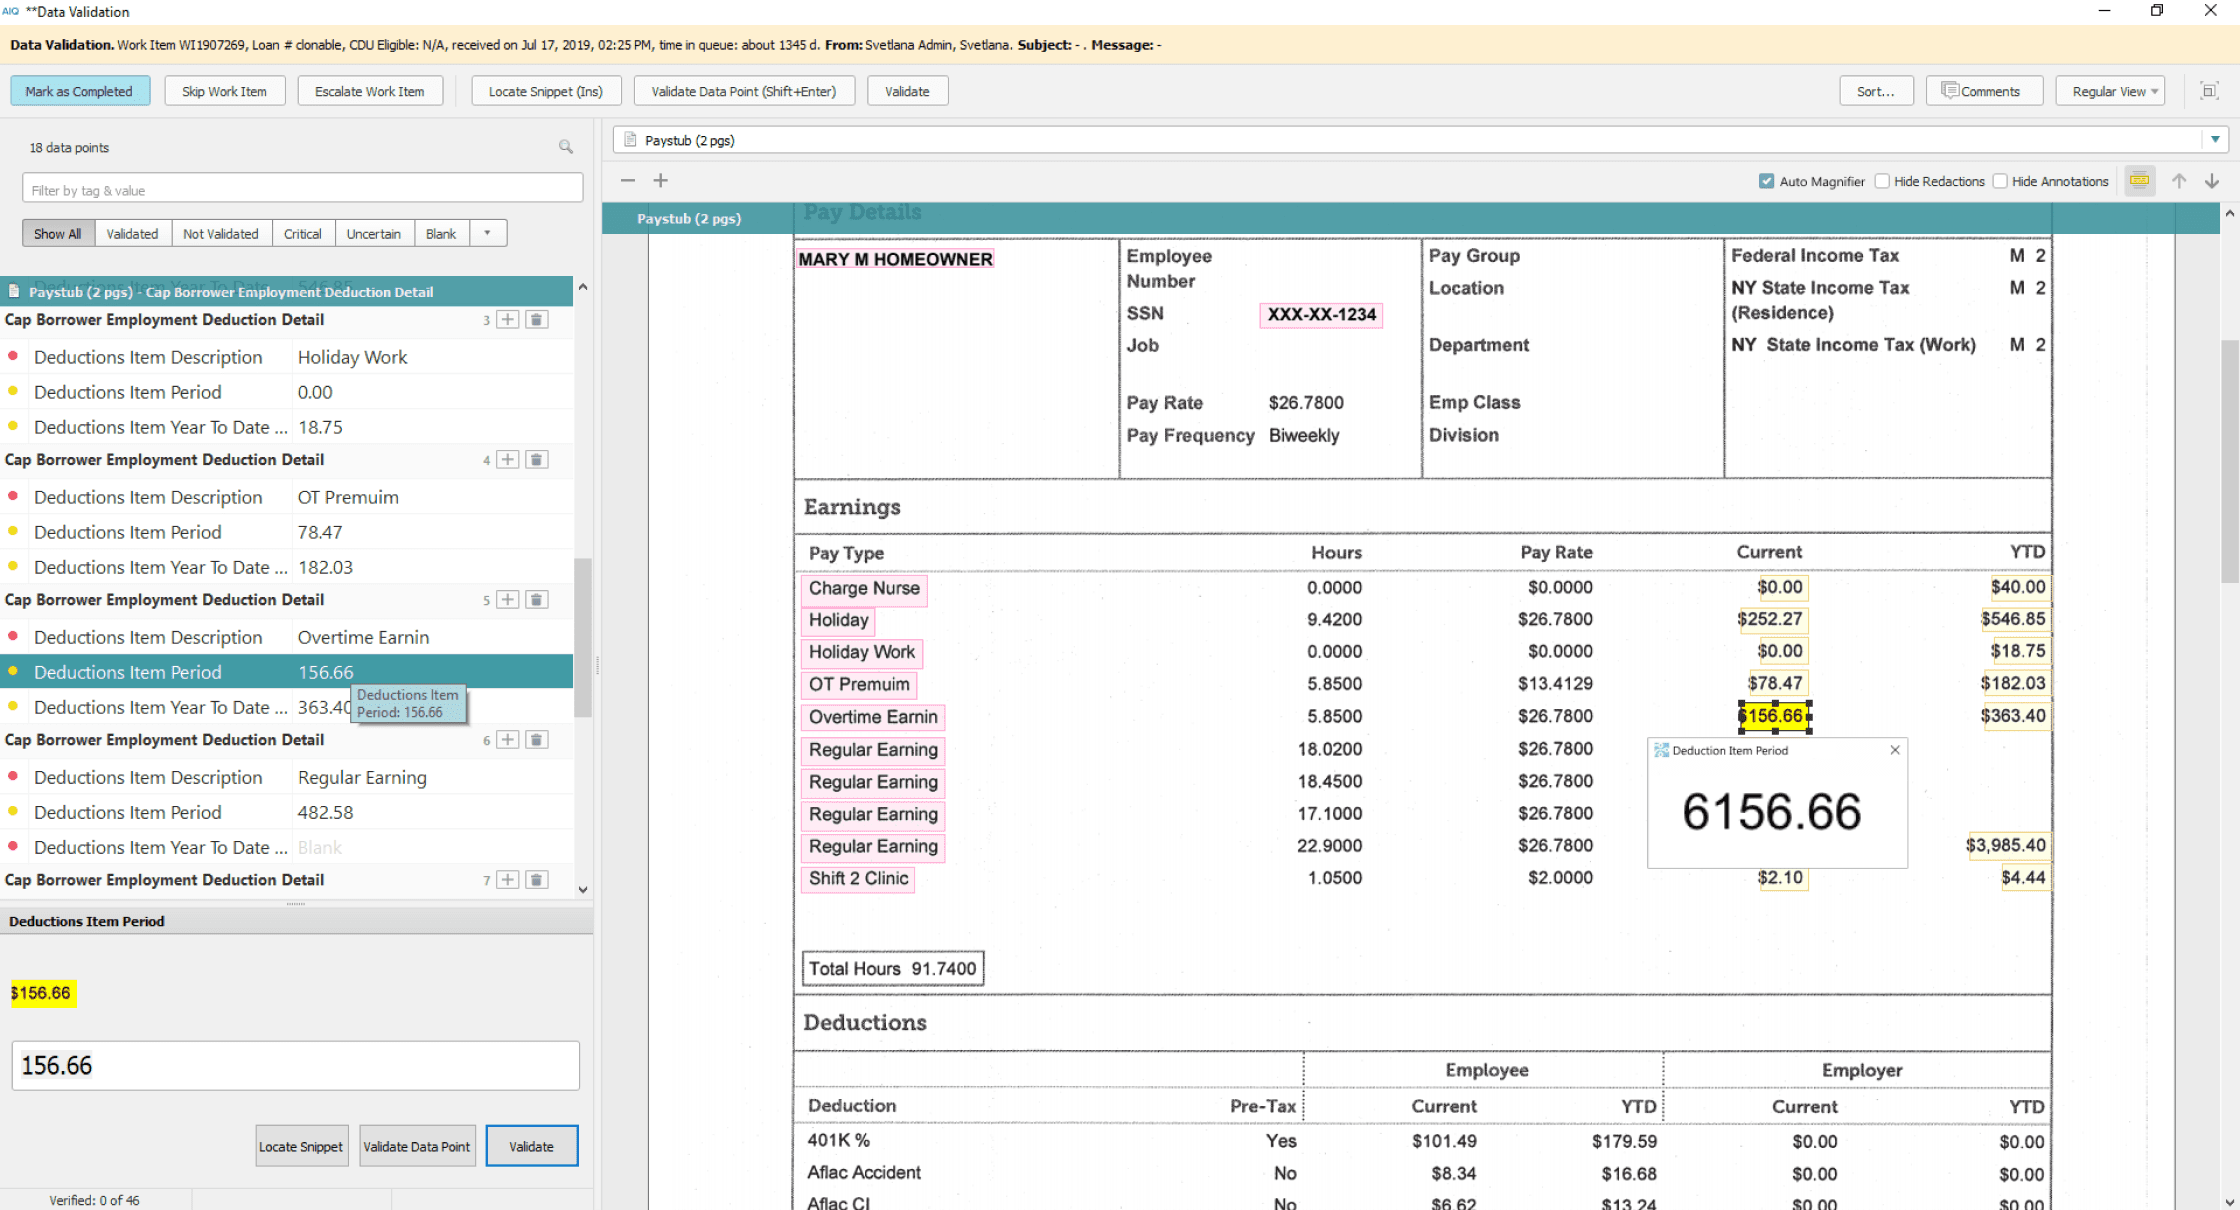 AIQ **Data Validation
Data Validation. Work Item WI1907269, Loan # clonable, CDU Eligible: N/A, received on Jul 17, 2019, 02:25 PM, time in queue: about 1345 d. From: Svetlana Admin, Svetlana. Subject: - . Message: -
Mark as Completed Skip Work Item Escalate Work Item Locate Snippet (Ins) Validate Data Point (Shift+Enter) Validate Sort... Comments Regular View
18 data points
Filter by tag & value
Show All Validated Not Validated Critical Uncertain Blank
Paystub (2 pgs) - Cap Borrower Employment Deduction Detail
Cap Borrower Employment Deduction Detail 3
Deductions Item Description Holiday Work
Deductions Item Period 0.00
Deductions Item Year To Date ... 18.75
Cap Borrower Employment Deduction Detail 4
Deductions Item Description OT Premuim
Deductions Item Period 78.47
Deductions Item Year To Date ... 182.03
Cap Borrower Employment Deduction Detail 5
Deductions Item Description Overtime Earnin
Deductions Item Period 156.66
Deductions Item Year To Date ... 363.40
Deductions Item
Period: 156.66
Cap Borrower Employment Deduction Detail 6
Deductions Item Description Regular Earning
Deductions Item Period 482.58
Deductions Item Year To Date ... Blank
Cap Borrower Employment Deduction Detail 7
Deductions Item Period
$156.66
156.66
Locate Snippet Validate Data Point Validate
Verified: 0 of 46
Paystub (2 pgs)
Auto Magnifier Hide Redactions Hide Annotations
Paystub (2 pgs)
Pay Details
MARY M HOMEOWNER
Employee
Number
SSN XXX-XX-1234
Job
Pay Rate $26.7800
Pay Frequency Biweekly
Pay Group
Location
Department
Emp Class
Division
Federal Income Tax M 2
NY State Income Tax M 2
(Residence)
NY State Income Tax (Work) M 2
Earnings
Pay Type Hours Pay Rate Current YTD
Charge Nurse 0.0000 $0.0000 $0.00 $40.00
Holiday 9.4200 $26.7800 $252.27 $546.85
Holiday Work 0.0000 $0.0000 $0.00 $18.75
OT Premuim 5.8500 $13.4129 $78.47 $182.03
Overtime Earnin 5.8500 $26.7800 $156.66 $363.40
Regular Earning 18.0200 $26.7800
Regular Earning 18.4500 $26.7800
Regular Earning 17.1000 $26.7800
Regular Earning 22.9000 $26.7800 $3,985.40
Shift 2 Clinic 1.0500 $2.0000 $2.10 $4.44
Deduction Item Period
6156.66
Total Hours 91.7400
Deductions
Employee Employer
Deduction Pre-Tax Current YTD Current YTD
401K % Yes $101.49 $179.59 $0.00 $0.00
Aflac Accident No $8.34 $16.68 $0.00 $0.00
Aflac CI No $6.62 $13.24 $0.00 $0.00